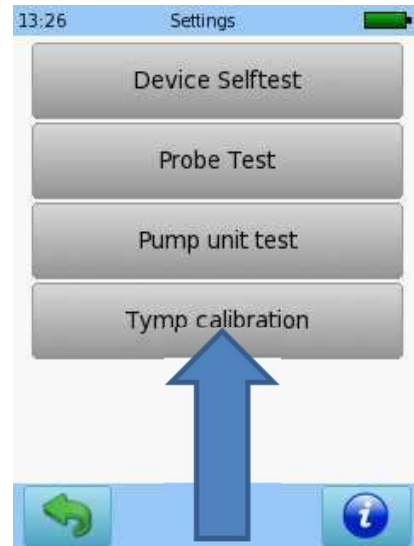 13:26 Settings
Device Selftest
Probe Test
Pump unit test
Tymp calibration
i